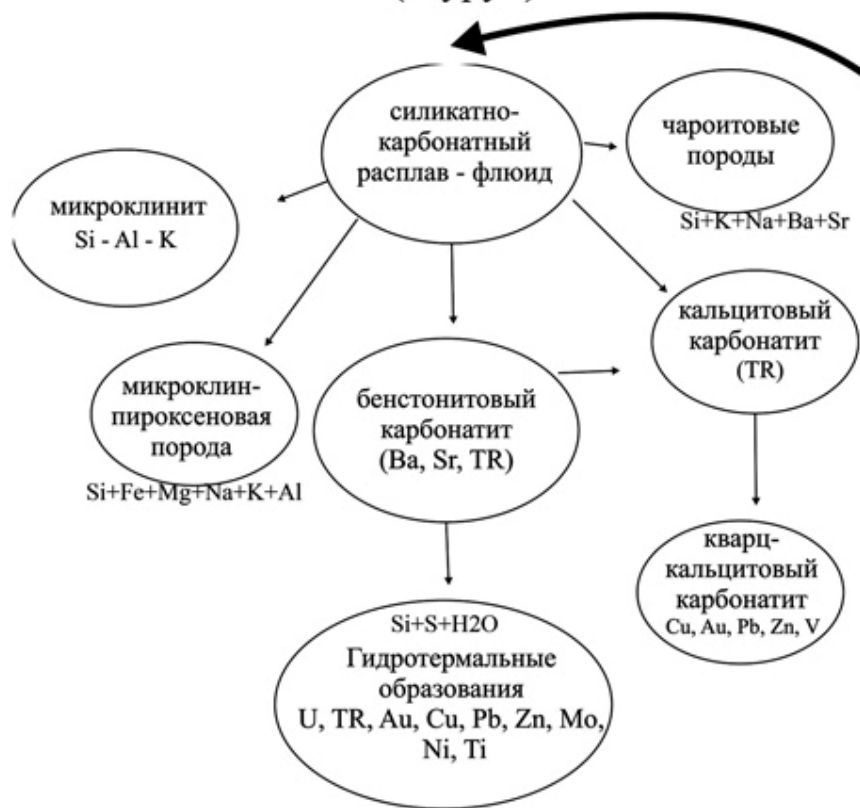 силикатно-
карбонатный
расплав - флюид
чароитовые
породы
Si+K+Na+Ba+Sr
микроклинит
Si - Al - K
кальцитовый
карбонатит
(TR)
микроклин-
пироксеновая
порода
Si+Fe+Mg+Na+K+Al
бенстонитовый
карбонатит
(Ba, Sr, TR)
кварц-
кальцитовый
карбонатит
Cu, Au, Pb, Zn, V
Si+S+H2O
Гидротермальные
образования
U, TR, Au, Cu, Pb, Zn, Mo,
Ni, Ti